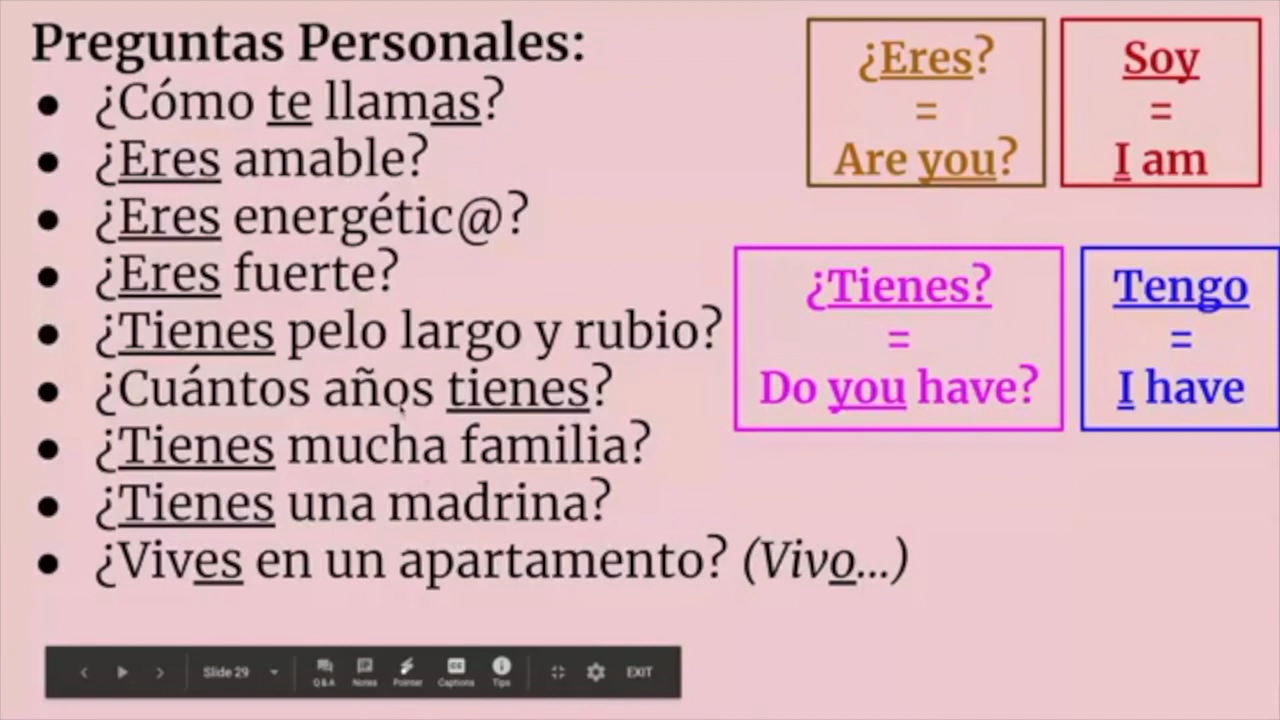 Preguntas Personales:
● ¿Cómo te llamas?
● ¿Eres amable?
● ¿Eres energétic@?
● ¿Eres fuerte?
● ¿Tienes pelo largo y rubio?
● ¿Cuántos años tienes?
● ¿Tienes mucha familia?
● ¿Tienes una madrina?
● ¿Vives en un apartamento? (Vivo...)
¿Eres?
=
Are you?
Soy
=
I am
¿Tienes?
=
Do you have?
Tengo
=
I have
Slide 29
Q&A
Notes
Pointer
Captions
Tips
EXIT